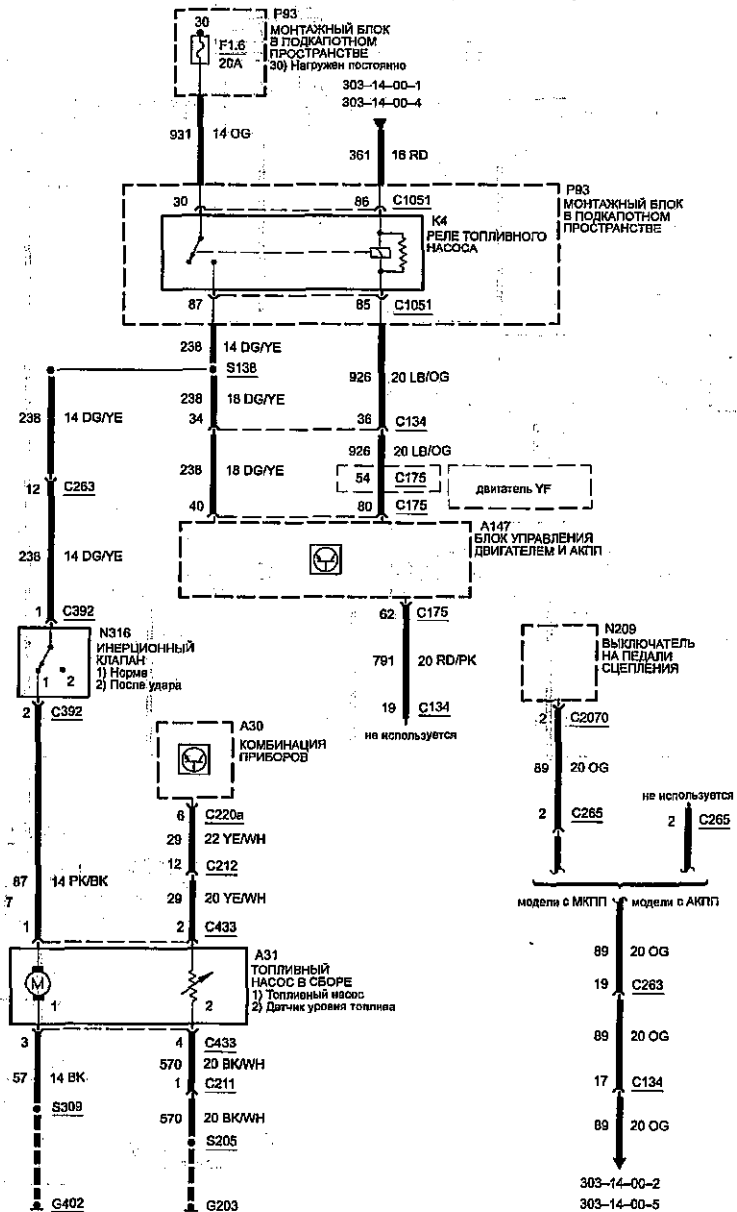 P93
30
МОНТАЖНЫЙ БЛОК
В ПОДКАПОТНОМ
ПРОСТРАНСТВЕ
30) Нагружен постоянно
F1.6
20A
303-14-00-1
303-14-00-4
931 14 OG
361 16 RD
P93
МОНТАЖНЫЙ БЛОК
В ПОДКАПОТНОМ
ПРОСТРАНСТВЕ
30 86 C1051
K4
РЕЛЕ ТОПЛИВНОГО
НАСОСА
87 85 C1051
238 14 DG/YE
S138
926 20 LB/OG
238 14 DG/YE
238 18 DG/YE
34 36 C134
926 20 LB/OG
238 18 DG/YE
54 C175
двигатель YF
12 C263
40 80 C175
A147
БЛОК УПРАВЛЕНИЯ
ДВИГАТЕЛЕМ И АКПП
238 14 DG/YE
1 C392
62 C175
N316
ИНЕРЦИОННЫЙ
КЛАПАН
1) Норма
2) После удара
1 2
791 20 RD/PK
N209
ВЫКЛЮЧАТЕЛЬ
НА ПЕДАЛИ
СЦЕПЛЕНИЯ
2 C392
19 C134
не используется
2 C2070
A30
КОМБИНАЦИЯ
ПРИБОРОВ
89 20 OG
не используется
6 C220a
2 C265
2 C265
29 22 YE/WH
12 C212
87 14 PK/BK
7
29 20 YE/WH
модели с МКПП
модели с АКПП
1 2 C433
A31
ТОПЛИВНЫЙ
НАСОС В СБОРЕ
1) Топливный насос
2) Датчик уровня топлива
M
1 2
89 20 OG
19 C263
3 4 C433
89 20 OG
570 20 BK/WH
57 14 BK
1 C211
17 C134
S309
570 20 BK/WH
89 20 OG
S205
303-14-00-2
303-14-00-5
G402
G203